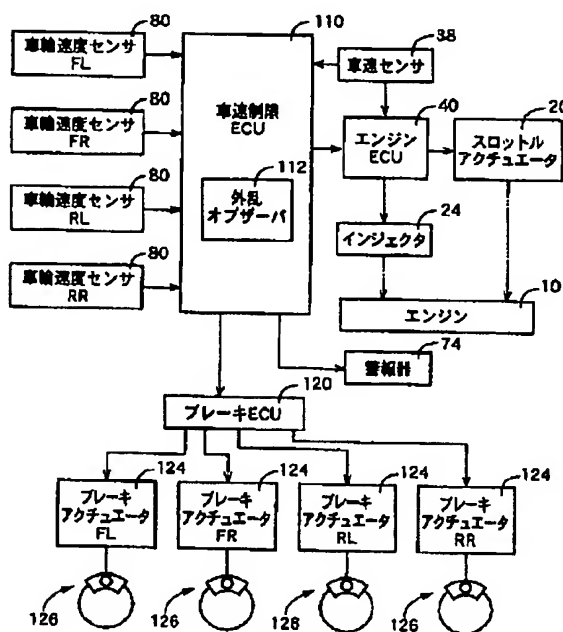 80
車輪速度センサ
FL
80
車輪速度センサ
FR
80
車輪速度センサ
RL
80
車輪速度センサ
RR
110
車速制限
ECU
112
外乱
オブザーバ
88
車速センサ
40
エンジン
ECU
20
スロットル
アクチュエータ
24
インジェクタ
10
エンジン
74
警報器
120
ブレーキECU
124
ブレーキ
アクチュエータ
FL
124
ブレーキ
アクチュエータ
FR
124
ブレーキ
アクチュエータ
RL
124
ブレーキ
アクチュエータ
RR
126
126
126
126